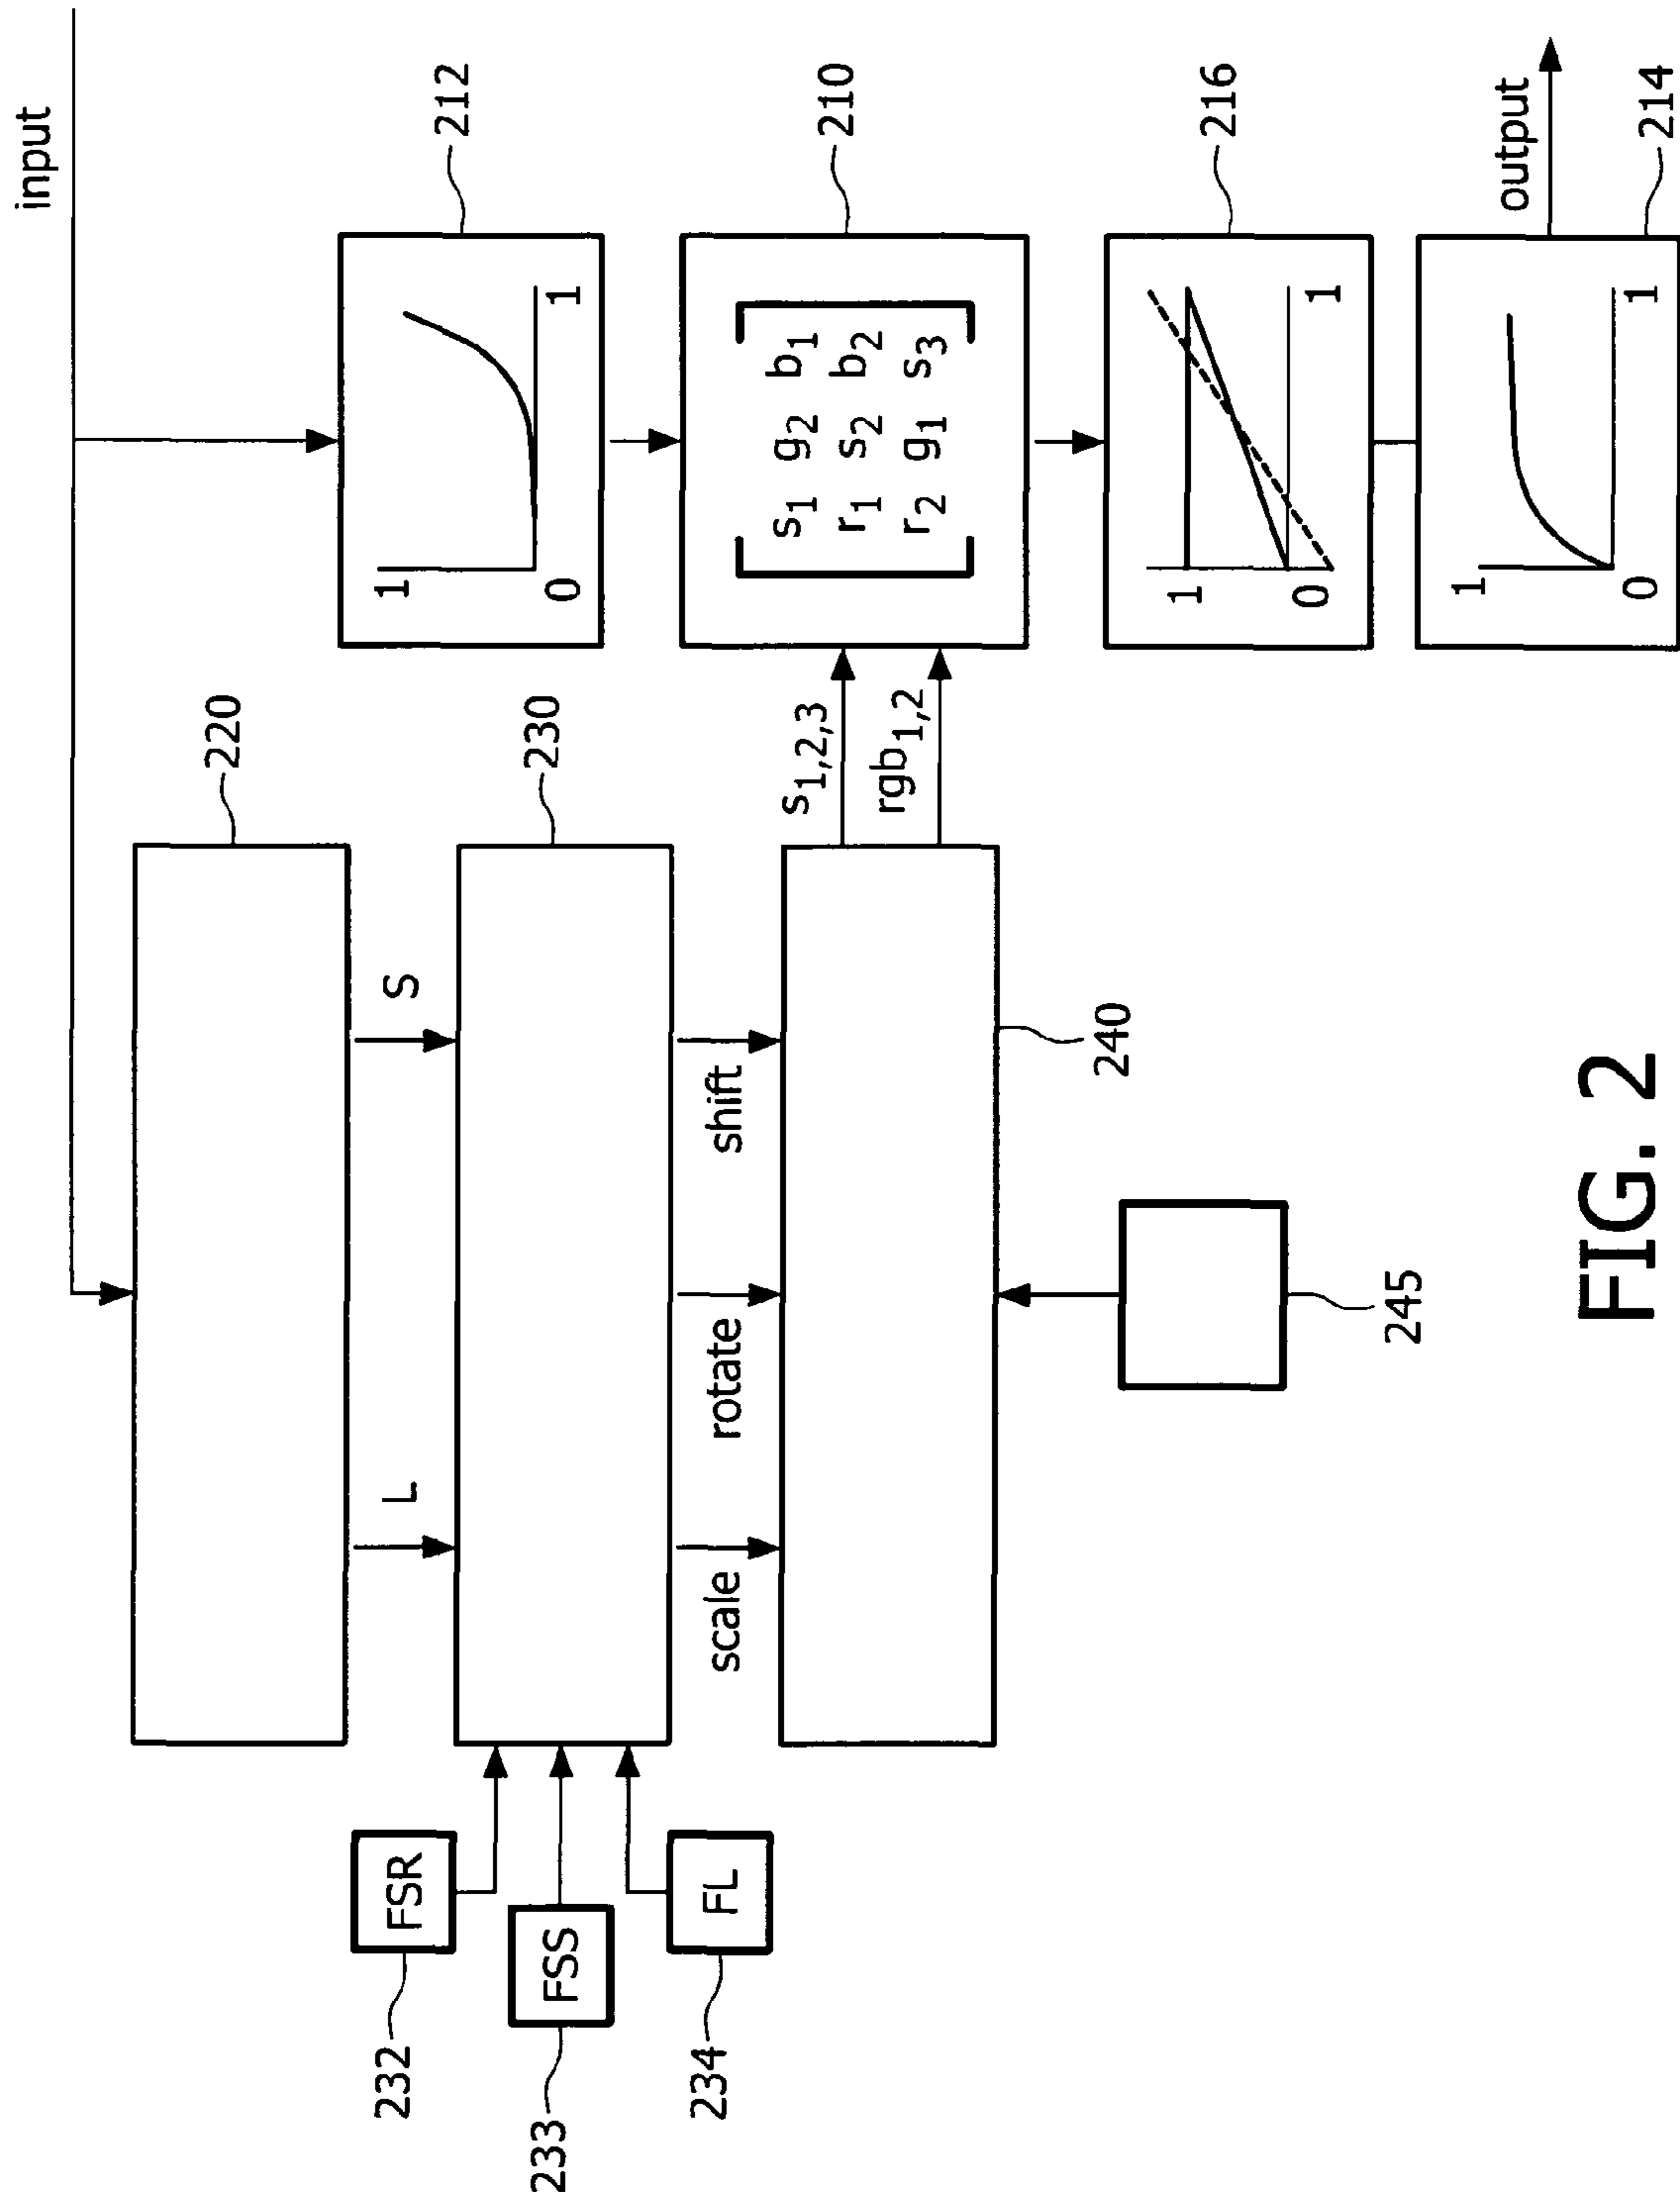 input
220
232
FSR
L
S
1
212
0 1
230
233
FSS
234
FL
scale
rotate
shift
s1,2,3
rgb1,2
s1 g2 b1
r1 s2 b2
r2 g1 s3
210
240
1
216
0 1
245
1
output
0 1
214
FIG. 2